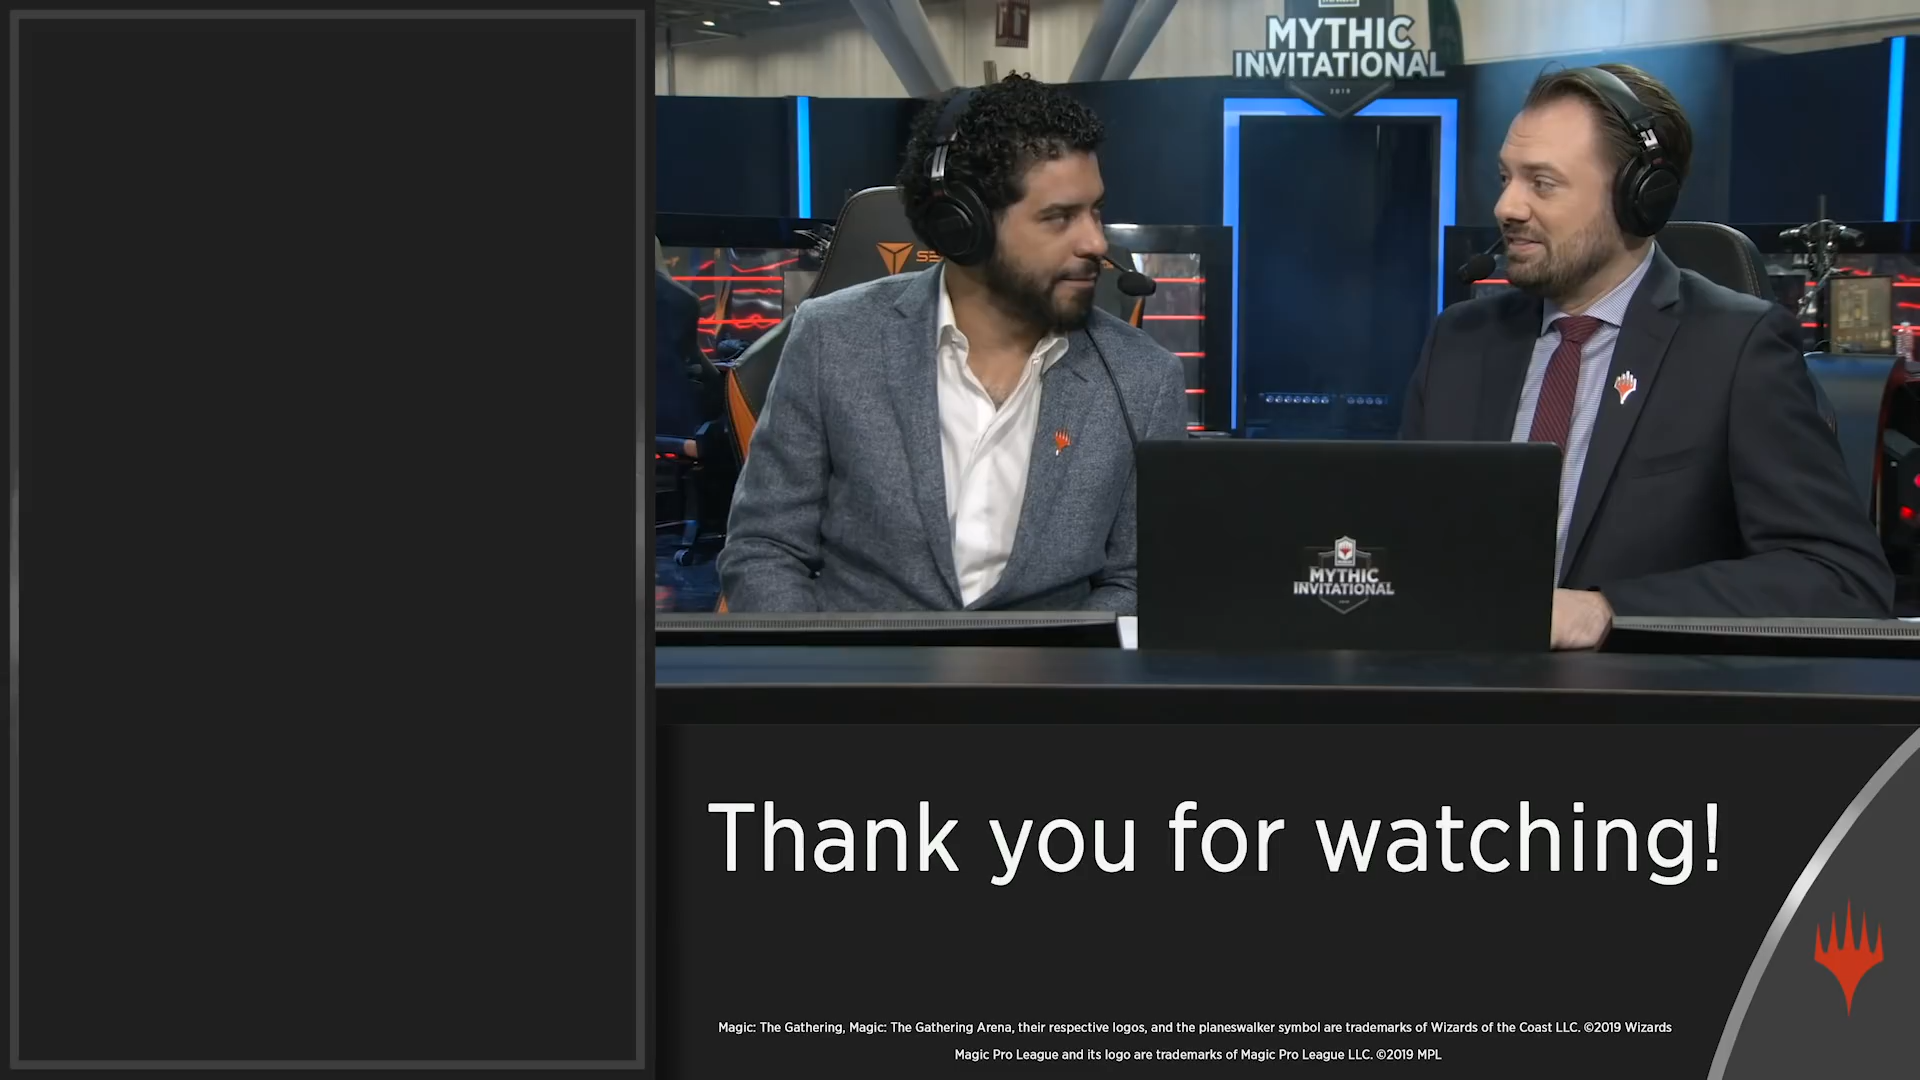 MYTHIC
INVITATIONAL
2019
MYTHIC
INVITATIONAL
Thank you for watching!
Magic: The Gathering, Magic: The Gathering Arena, their respective logos, and the planeswalker symbol are trademarks of Wizards of the Coast LLC. ©2019 Wizards
Magic Pro League and its logo are trademarks of Magic Pro League LLC. ©2019 MPL